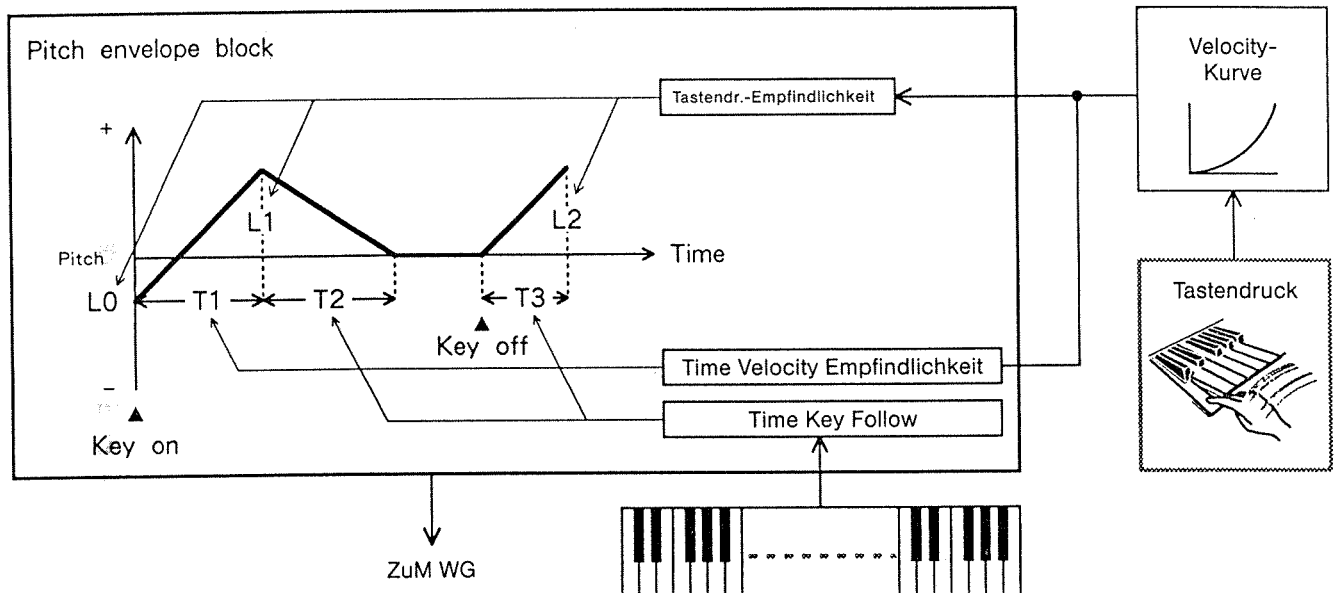 Pitch envelope block
Velocity-
Kurve
Tastendr.-Empfindlichkeit
+
L1
L2
Pitch
Time
L0
T1
T2
T3
Tastendruck
Key off
Time Velocity Empfindlichkeit
–
Time Key Follow
Key on
ZuM WG